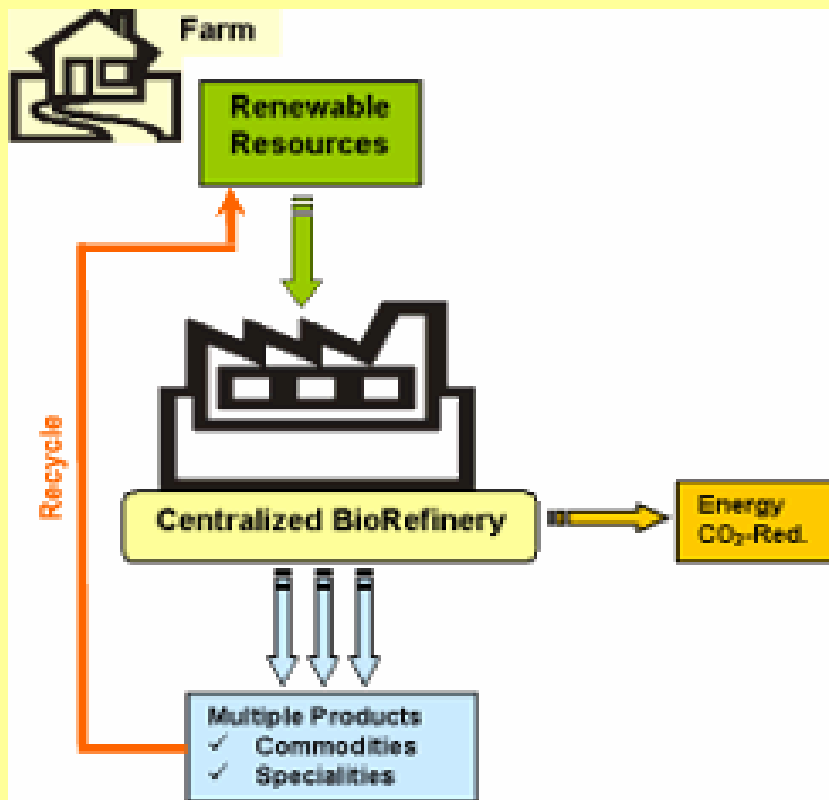 Farm
Renewable
Resources
Recycle
Centralized BioRefinery
Energy
CO₂-Red.
Multiple Products
✓ Commodities
✓ Specialities